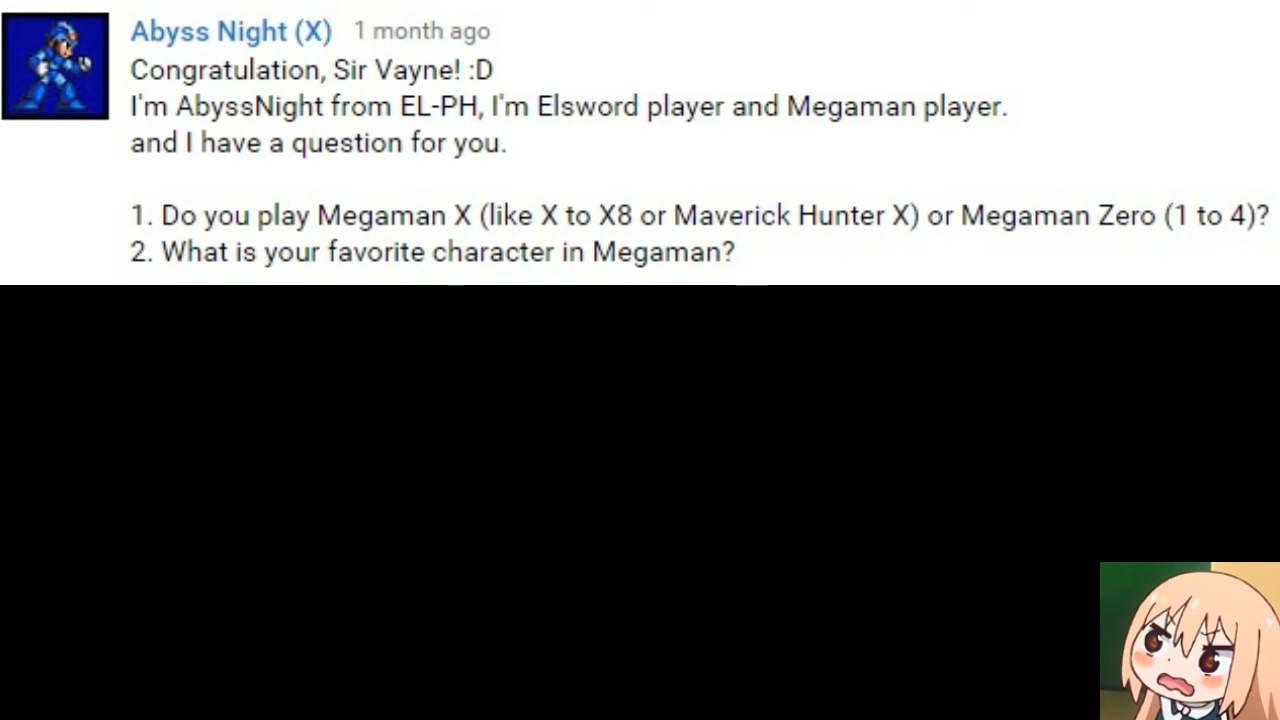 Abyss Night (X) 1 month ago
Congratulation, Sir Vayne! :D
I'm AbyssNight from EL-PH, I'm Elsword player and Megaman player.
and I have a question for you.
1. Do you play Megaman X (like X to X8 or Maverick Hunter X) or Megaman Zero (1 to 4)?
2. What is your favorite character in Megaman?